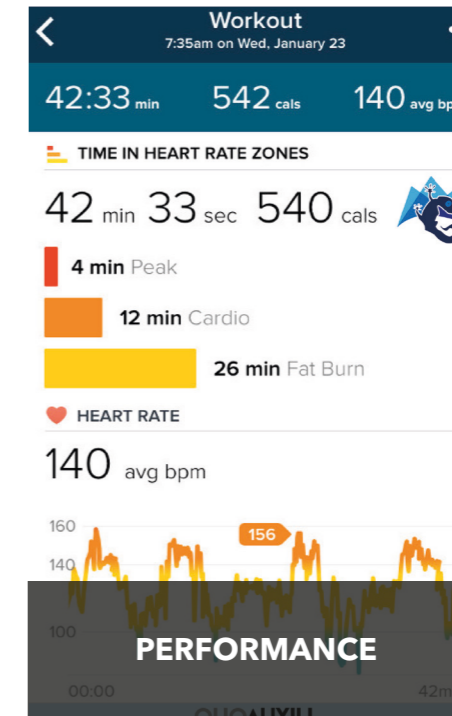 Workout
7:35am on Wed, January 23
42:33 min 542 cals 140 avg bp
TIME IN HEART RATE ZONES
42 min 33 sec 540 cals
4 min Peak
12 min Cardio
26 min Fat Burn
HEART RATE
140 avg bpm
160
156
140
100
PERFORMANCE
00:00 42m